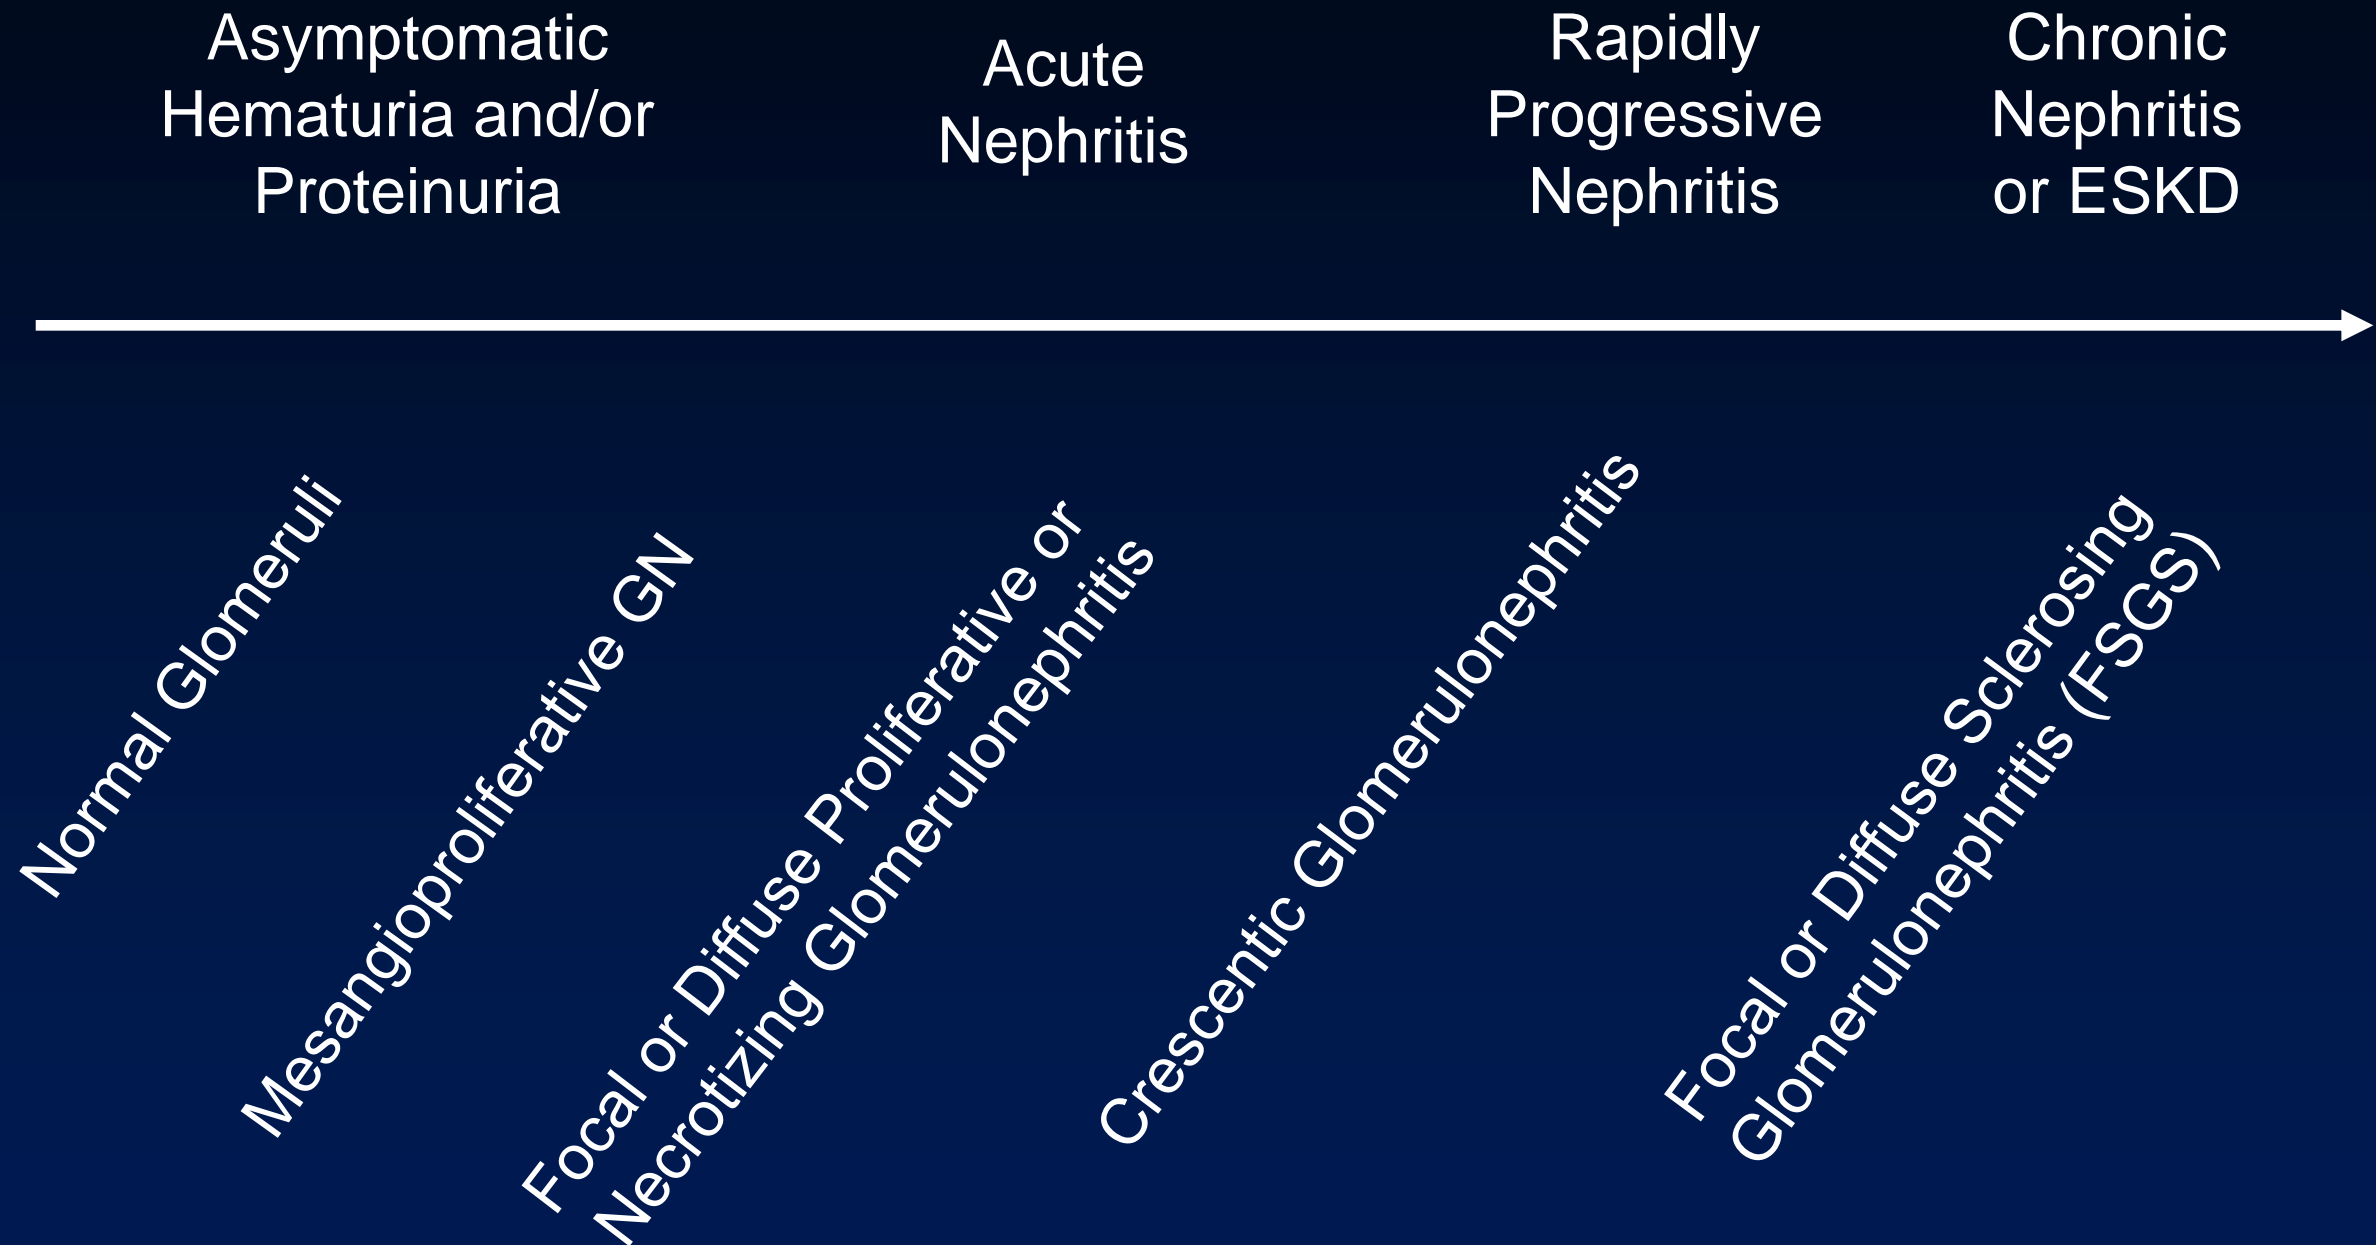 Asymptomatic
Hematuria and/or
Proteinuria
Acute
Nephritis
Rapidly
Progressive
Nephritis
Chronic
Nephritis
or ESKD
Normal Glomeruli
Mesangioproliferative GN
Focal or Diffuse Proliferative or
Necrotizing Glomerulonephritis
Crescentic Glomerulonephritis
Focal or Diffuse Sclerosing
Glomerulonephritis (FSGS)